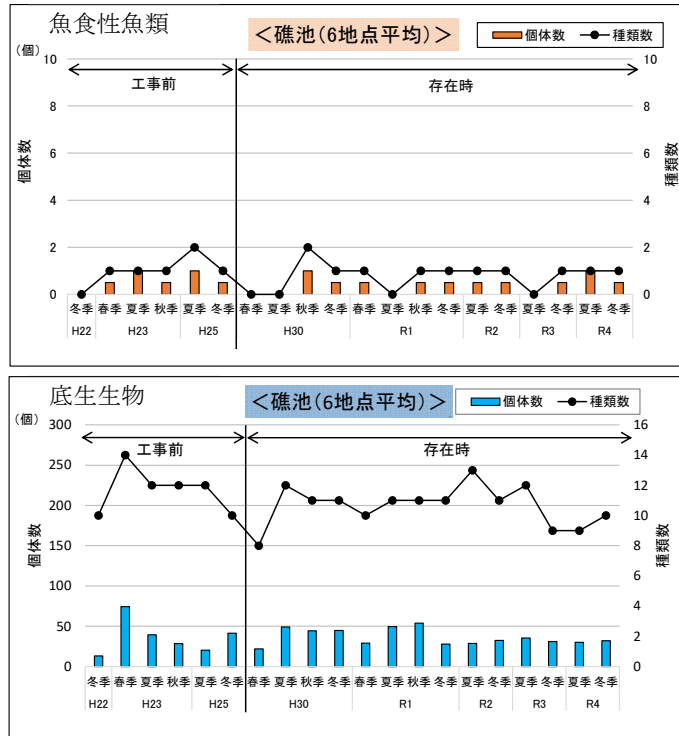 魚食性魚類
＜礁池(6地点平均)＞
個体数 種類数
(個)
工事前 存在時
10 10
8 8
6 6
4 4
2 2
0 0
個体数
種類数
冬季 春季 夏季 秋季 夏季 冬季 春季 夏季 秋季 冬季 春季 夏季 秋季 冬季 夏季 冬季 夏季 冬季 夏季 冬季
H22 H23 H25 H30 R1 R2 R3 R4
底生生物
＜礁池(6地点平均)＞
個体数 種類数
(個)
工事前 存在時
300 16
250 14
200 12
150 10
100 8
50 6
0 4
2
0
個体数
種類数
冬季 春季 夏季 秋季 夏季 冬季 春季 夏季 秋季 冬季 春季 夏季 秋季 冬季 夏季 冬季 夏季 冬季 夏季 冬季
H22 H23 H25 H30 R1 R2 R3 R4